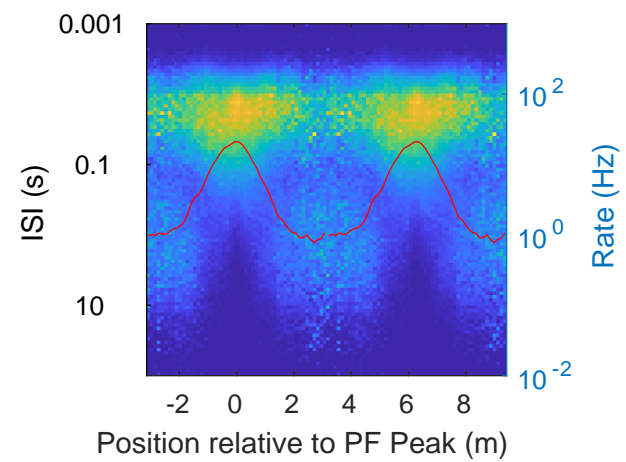 0.001
0.1
10
ISI (s)
10^2
10^0
10^-2
Rate (Hz)
-2 0 2 4 6 8
Position relative to PF Peak (m)